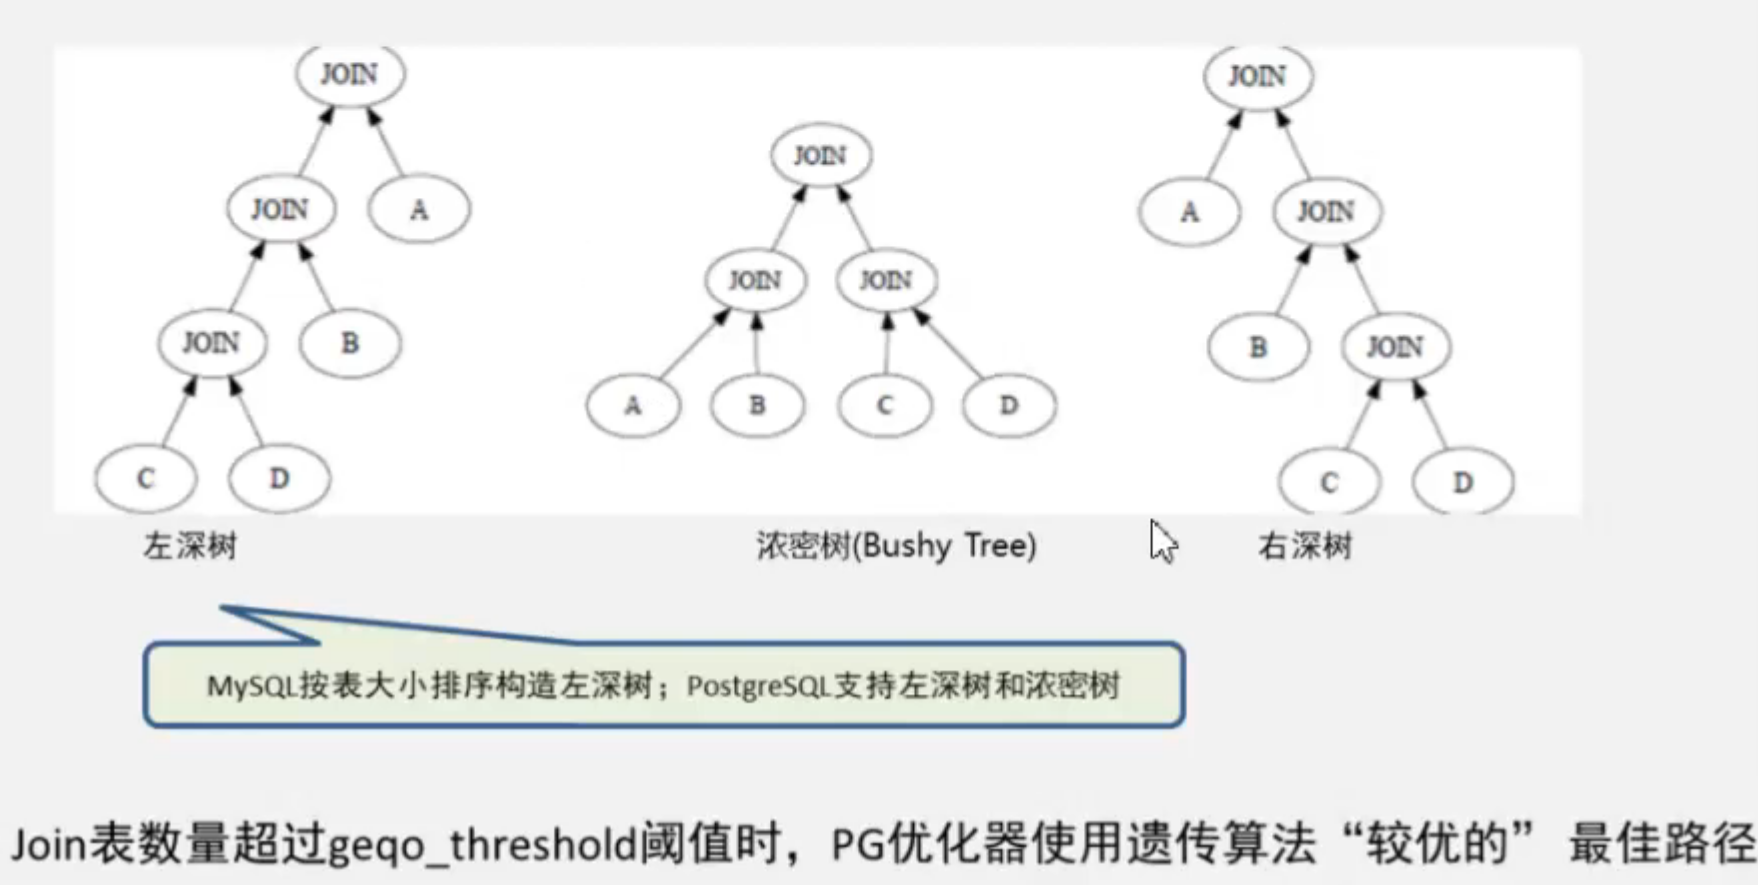 JOIN
JOIN
A
JOIN
B
C
D
JOIN
JOIN
JOIN
A
B
C
D
JOIN
A
JOIN
B
JOIN
C
D
左深树
浓密树(Bushy Tree)
右深树
MySQL按表大小排序构造左深树；PostgreSQL支持左深树和浓密树
Join表数量超过geqo_threshold阈值时，PG优化器使用遗传算法“较优的”最佳路径